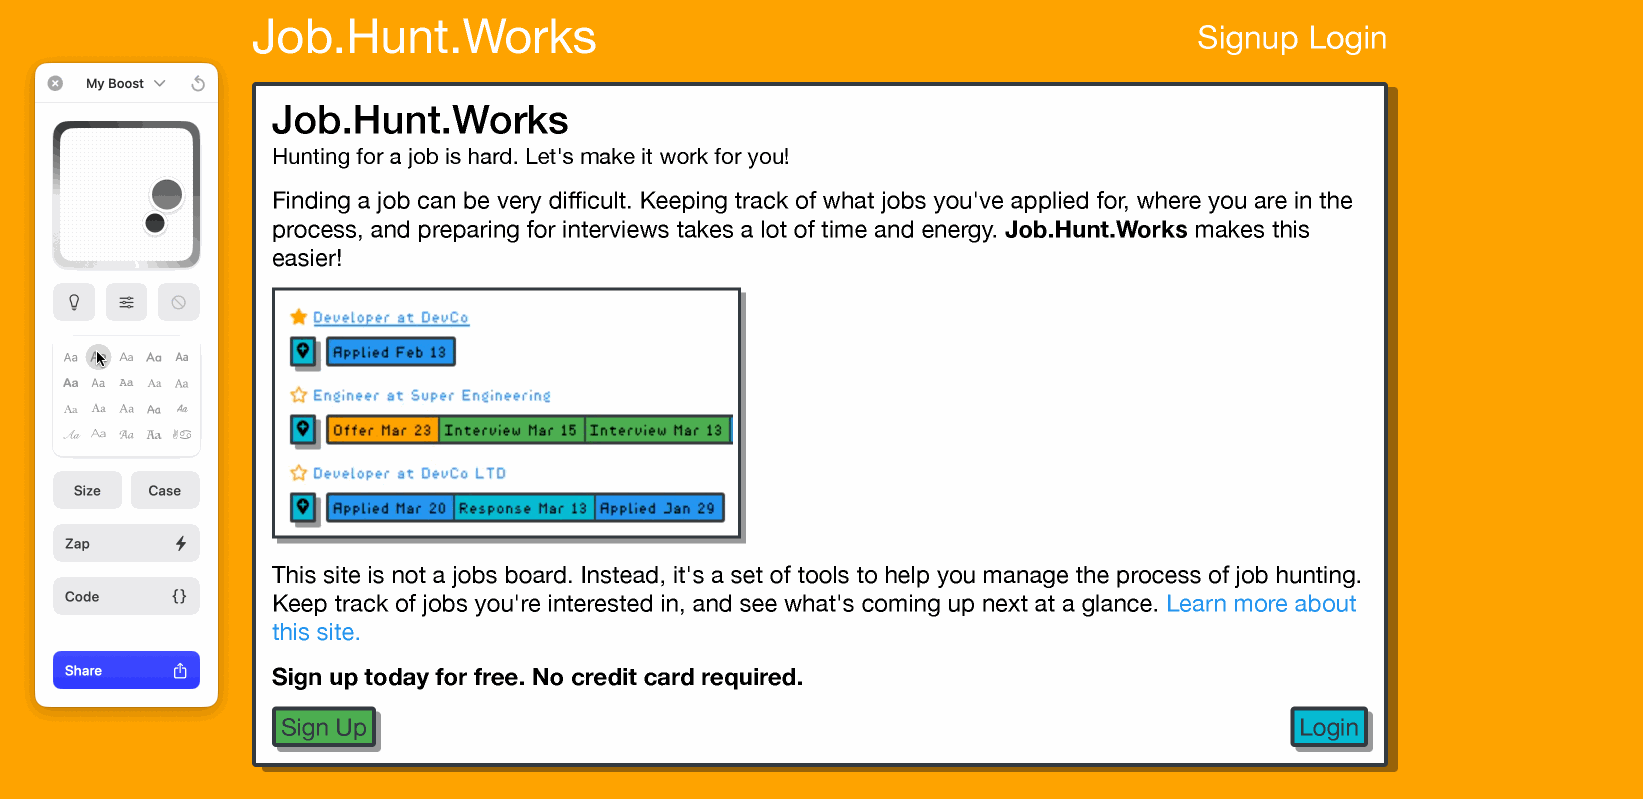 Job.Hunt.Works
Signup Login
My Boost
Aa Aa Aa Aa Aa
Aa Aa Aa Aa Aa
Aa Aa Aa Aa Aa
Aa Aa Aa Aa
Size Case
Zap
Code {}
Share
Job.Hunt.Works
Hunting for a job is hard. Let's make it work for you!
Finding a job can be very difficult. Keeping track of what jobs you've applied for, where you are in the
process, and preparing for interviews takes a lot of time and energy. Job.Hunt.Works makes this
easier!
Developer at DevCo
Applied Feb 13
Engineer at Super Engineering
Offer Mar 23 Interview Mar 15 Interview Mar 13
Developer at DevCo LTD
Applied Mar 20 Response Mar 13 Applied Jan 29
This site is not a jobs board. Instead, it's a set of tools to help you manage the process of job hunting.
Keep track of jobs you're interested in, and see what's coming up next at a glance. Learn more about
this site.
Sign up today for free. No credit card required.
Sign Up
Login